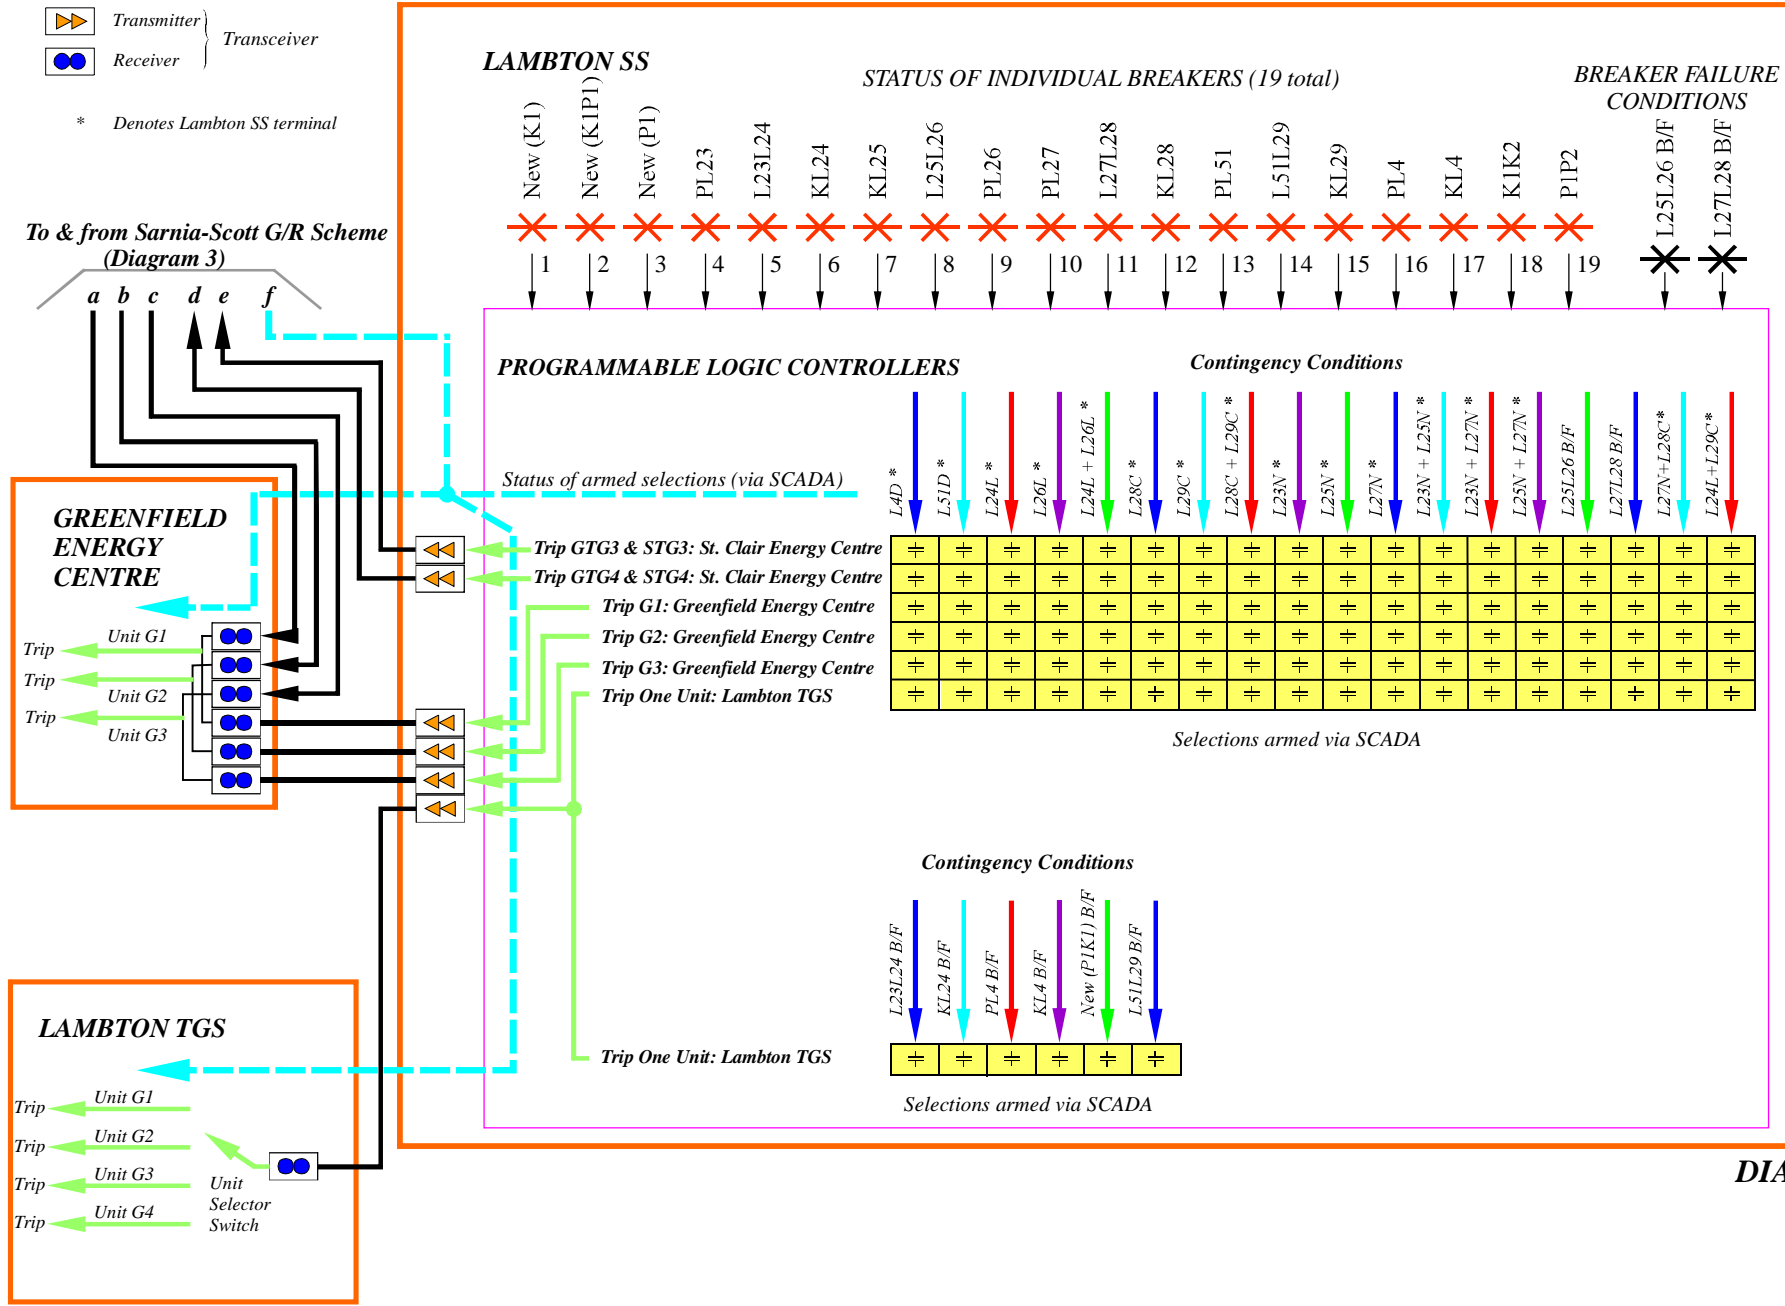 Transmitter
Transceiver
Receiver
* Denotes Lambton SS terminal
LAMBTON SS
STATUS OF INDIVIDUAL BREAKERS (19 total)
BREAKER FAILURE
CONDITIONS
New (K1)
New (K1P1)
New (P1)
PL23
L23L24
KL24
KL25
L25L26
PL26
PL27
L27L28
KL28
PL51
L51L29
KL29
PL4
KL4
K1K2
P1P2
L25L26 B/F
L27L28 B/F
1 2 3 4 5 6 7 8 9 10 11 12 13 14 15 16 17 18 19
To & from Sarnia-Scott G/R Scheme
(Diagram 3)
a b c d e f
PROGRAMMABLE LOGIC CONTROLLERS
Contingency Conditions
L4D *
L51D *
L24L *
L26L *
L24L + L26L *
L28C *
L29C *
L28C + L29C *
L23N *
L25N *
L27N *
L23N + L25N *
L23N + L27N *
L25N + L27N *
L25L26 B/F
L27L28 B/F
L27N+L28C *
L24L+L29C *
Status of armed selections (via SCADA)
GREENFIELD
ENERGY
CENTRE
Trip GTG3 & STG3: St. Clair Energy Centre
Trip GTG4 & STG4: St. Clair Energy Centre
Trip G1: Greenfield Energy Centre
Trip G2: Greenfield Energy Centre
Trip G3: Greenfield Energy Centre
Trip One Unit: Lambton TGS
Unit G1
Trip
Trip
Unit G2
Trip
Unit G3
Selections armed via SCADA
Contingency Conditions
L23L24 B/F
KL24 B/F
PL4 B/F
KL4 B/F
New (P1K1) B/F
L51L29 B/F
Trip One Unit: Lambton TGS
Selections armed via SCADA
LAMBTON TGS
Trip Unit G1
Trip Unit G2
Trip Unit G3
Trip Unit G4
Unit
Selector
Switch
DIA